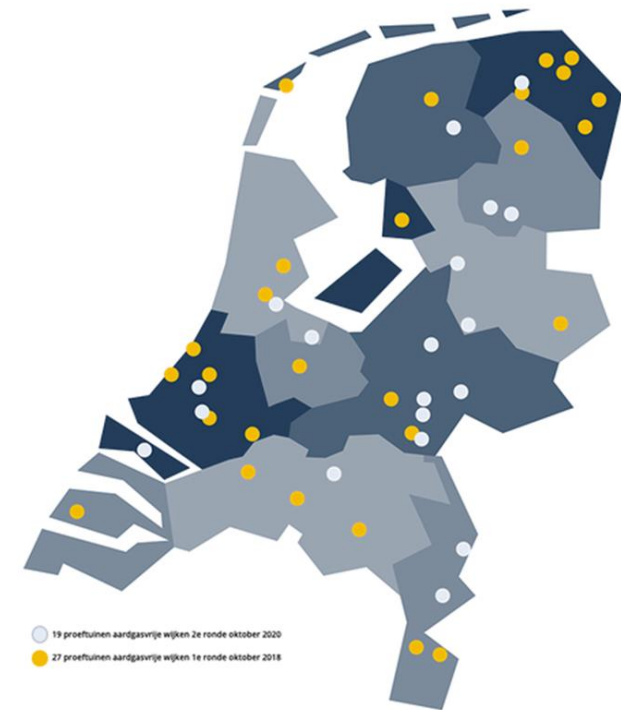 19 proeftuinen aardgasvrije wijken 2e ronde oktober 2020
27 proeftuinen aardgasvrije wijken 1e ronde oktober 2018